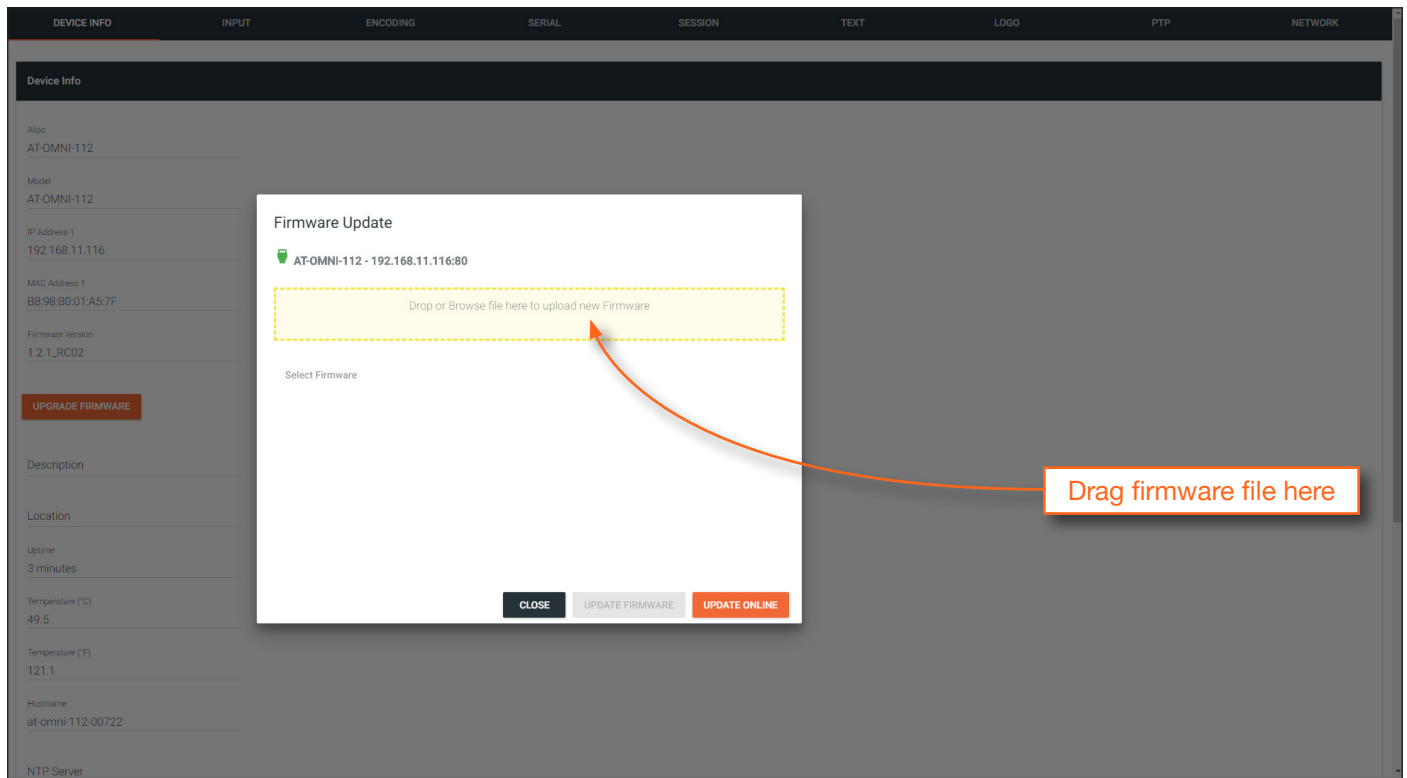 DEVICE INFO INPUT ENCODING SERIAL SESSION TEXT LOGO PTP NETWORK
Device Info
Alias
AT-OMNI-112
Model
AT-OMNI-112
IP Address 1
192.168.11.116
MAC Address 1
B8:98:B0:01:A5:7F
Firmware Version
1.2.1_RC02
UPGRADE FIRMWARE
Description
Location
Uptime
3 minutes
Temperature (°C)
49.5
Temperature (°F)
121.1
Hostname
at-omni-112-00722
NTP Server
Firmware Update
AT-OMNI-112 - 192.168.11.116:80
Drop or Browse file here to upload new Firmware
Select Firmware
CLOSE UPDATE FIRMWARE UPDATE ONLINE
Drag firmware file here